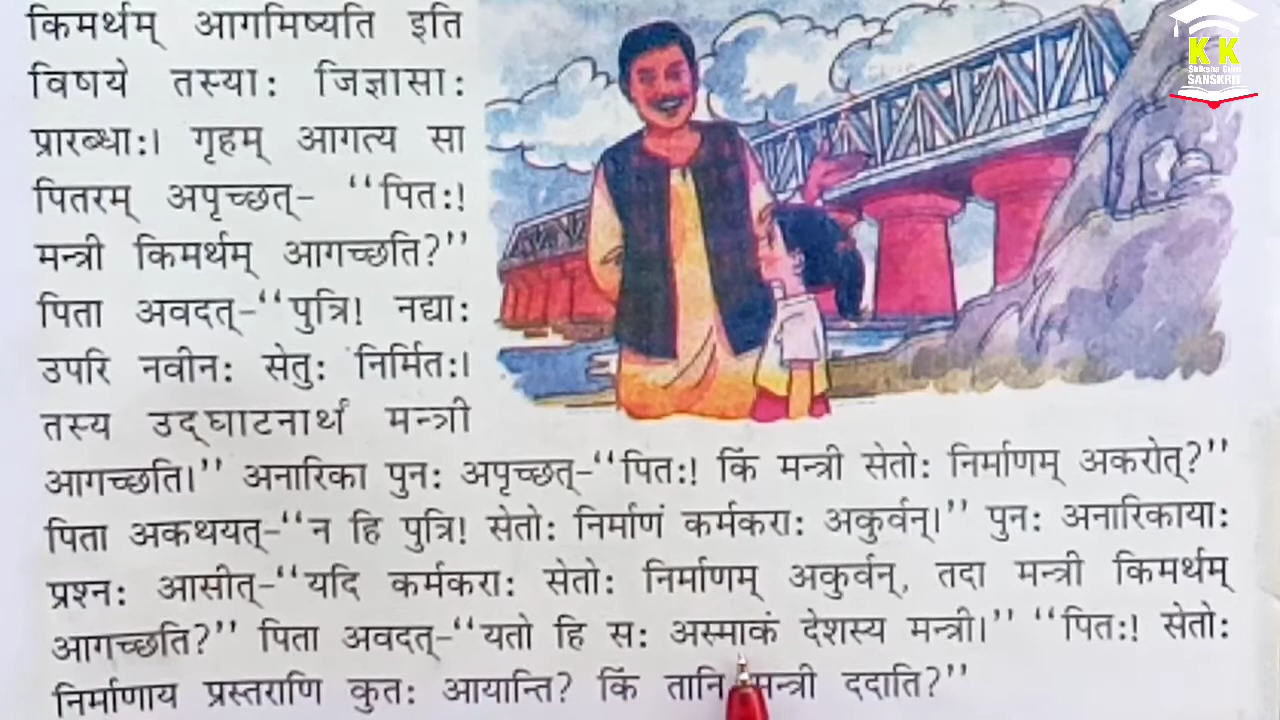 किमर्थम् आगमिष्यति इति
विषये तस्याः जिज्ञासाः
प्रारब्धाः। गृहम् आगत्य सा
पितरम् अपृच्छत्- “पितः!
मन्त्री किमर्थम् आगच्छति?”
पिता अवदत्-“पुत्रि! नद्याः
उपरि नवीनः सेतुः निर्मितः।
तस्य उद्घाटनार्थं मन्त्री
आगच्छति।” अनारिका पुनः अपृच्छत्-“पितः! किं मन्त्री सेतोः निर्माणम् अकरोत्?”
पिता अकथयत्-“न हि पुत्रि! सेतोः निर्माणं कर्मकराः अकुर्वन्।” पुनः अनारिकायाः
प्रश्नः आसीत्-“यदि कर्मकराः सेतोः निर्माणम् अकुर्वन्, तदा मन्त्री किमर्थम्
आगच्छति?” पिता अवदत्-“यतो हि सः अस्माकं देशस्य मन्त्री।” “पितः! सेतोः
निर्माणाय प्रस्तराणि कुतः आयान्ति? किं तानि मन्त्री ददाति?”
K K
Shiksha Guru
SANSKRIT